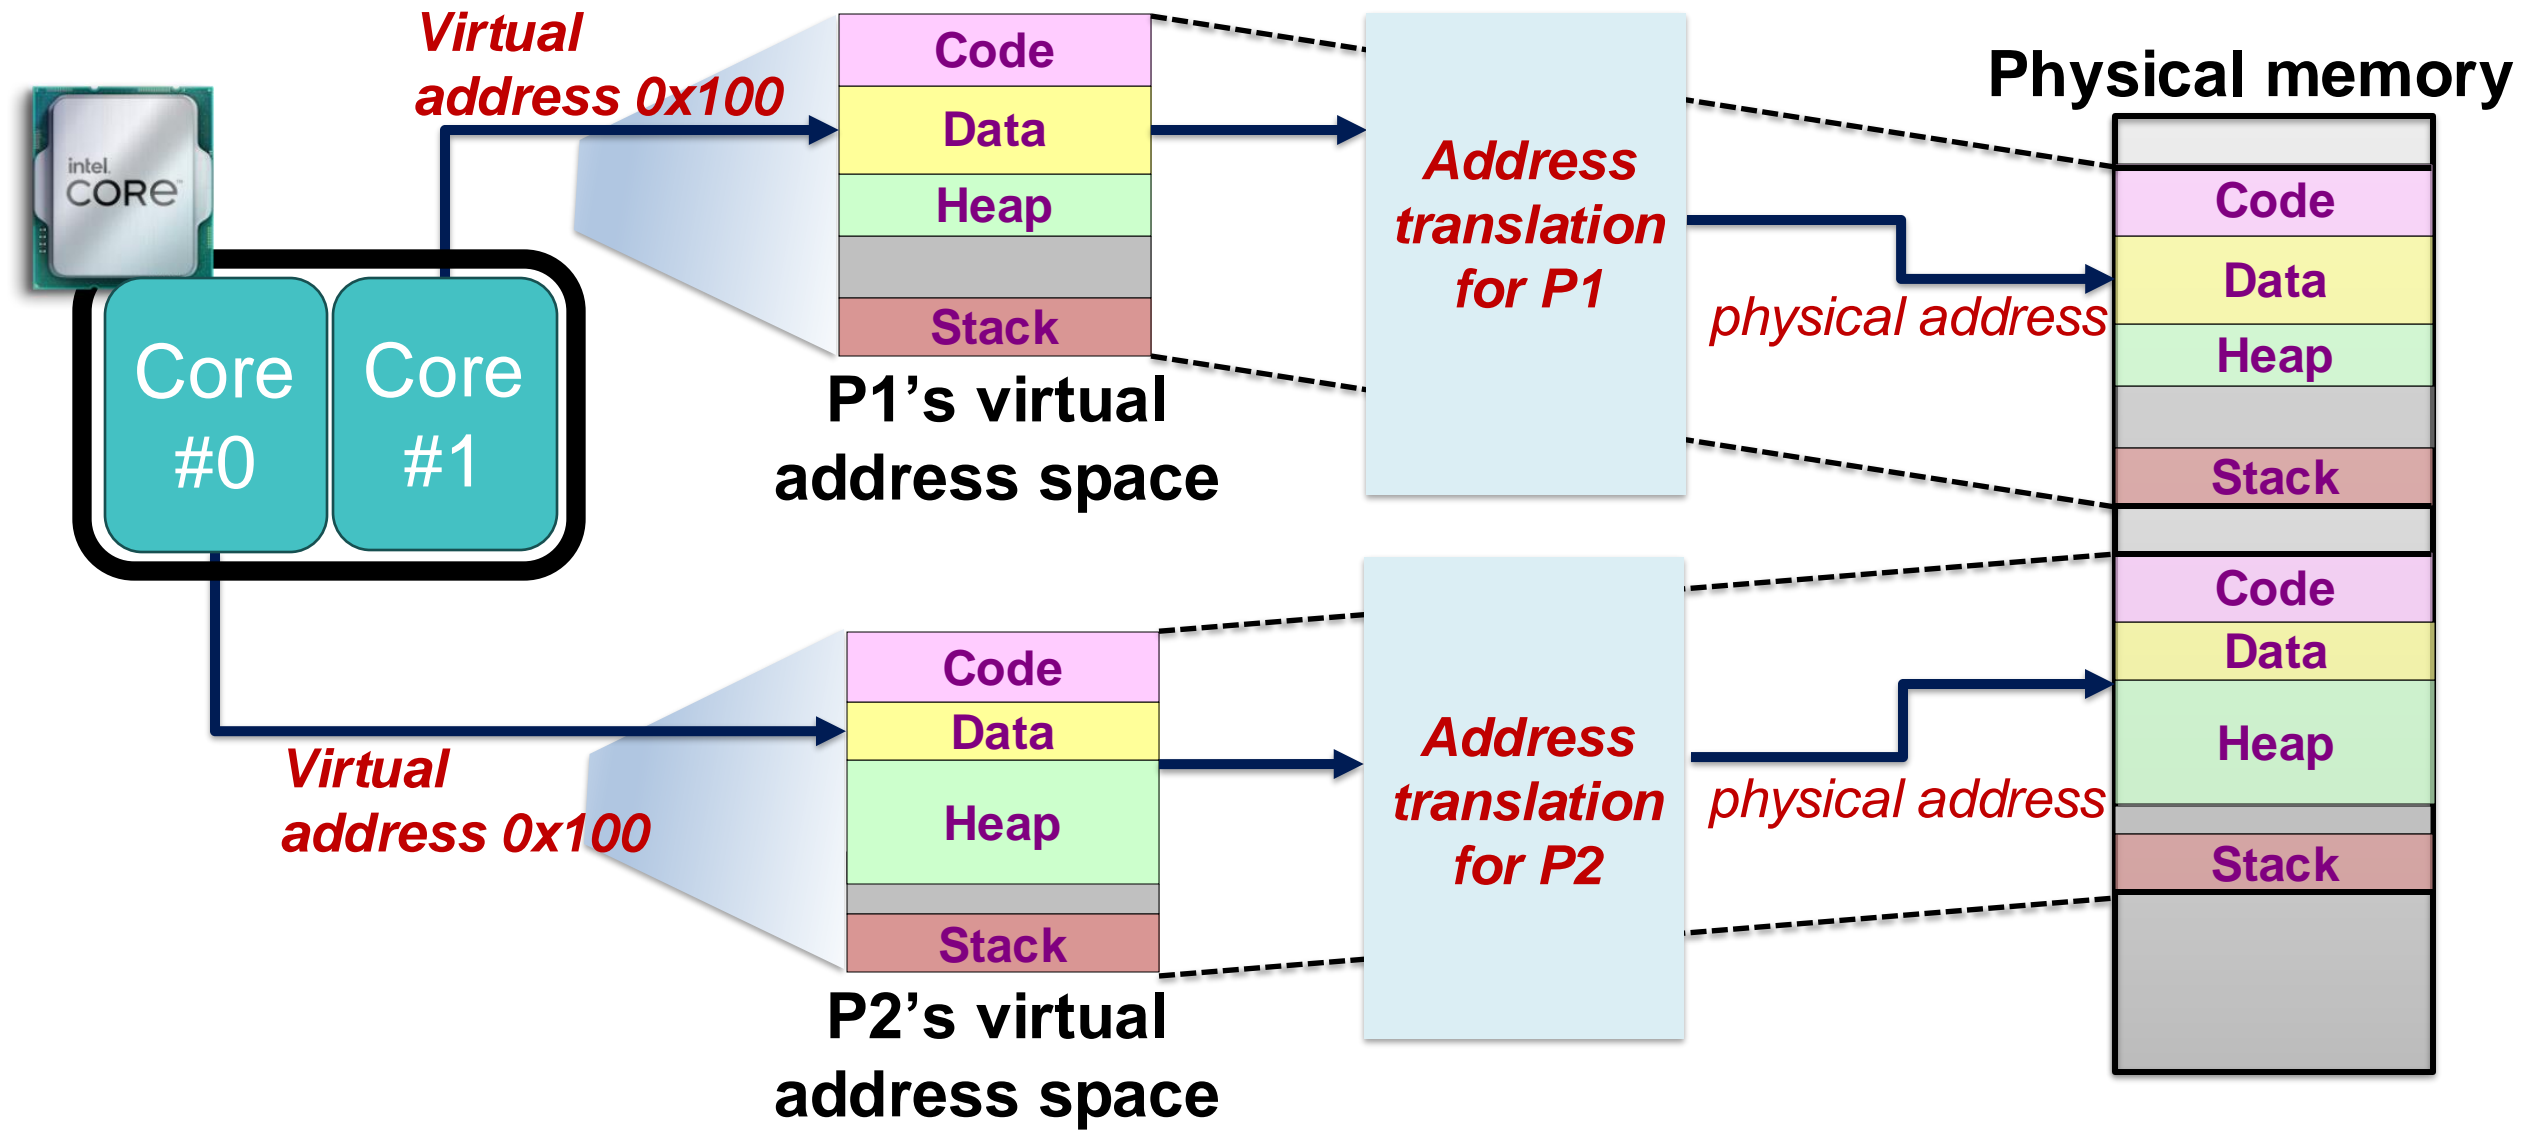 Virtual
address 0x100
intel.
CORE
Core
#0
Core
#1
Code
Data
Heap
Stack
P1’s virtual
address space
Address
translation
for P1
physical address
Physical memory
Code
Data
Heap
Stack
Code
Data
Heap
Stack
Virtual
address 0x100
Code
Data
Heap
Stack
P2’s virtual
address space
Address
translation
for P2
physical address